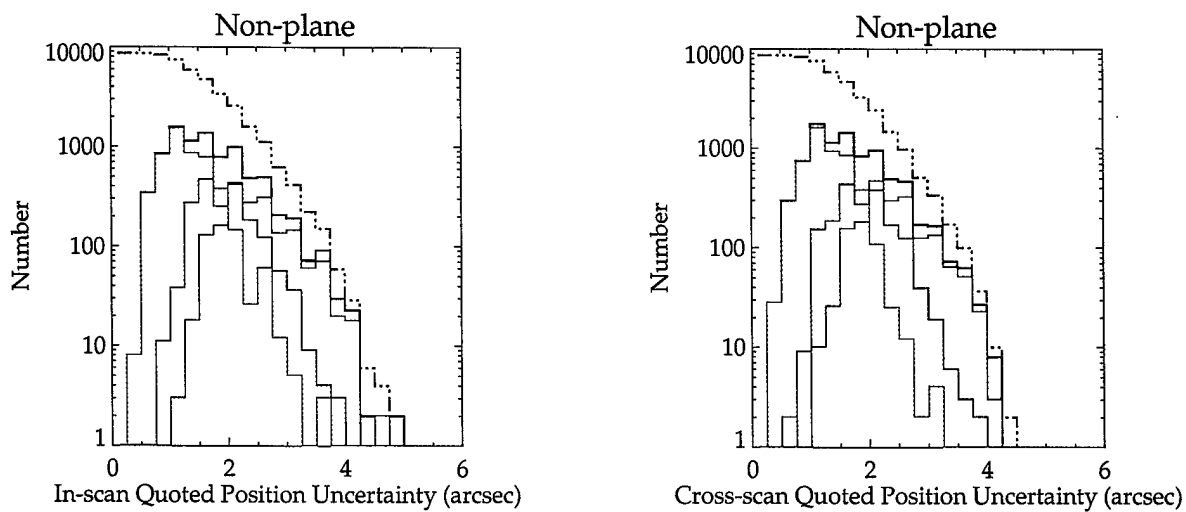 Non-plane
10000
1000
100
10
1
Number
0 2 4 6
In-scan Quoted Position Uncertainty (arcsec)
Non-plane
10000
1000
100
10
1
Number
0 2 4 6
Cross-scan Quoted Position Uncertainty (arcsec)